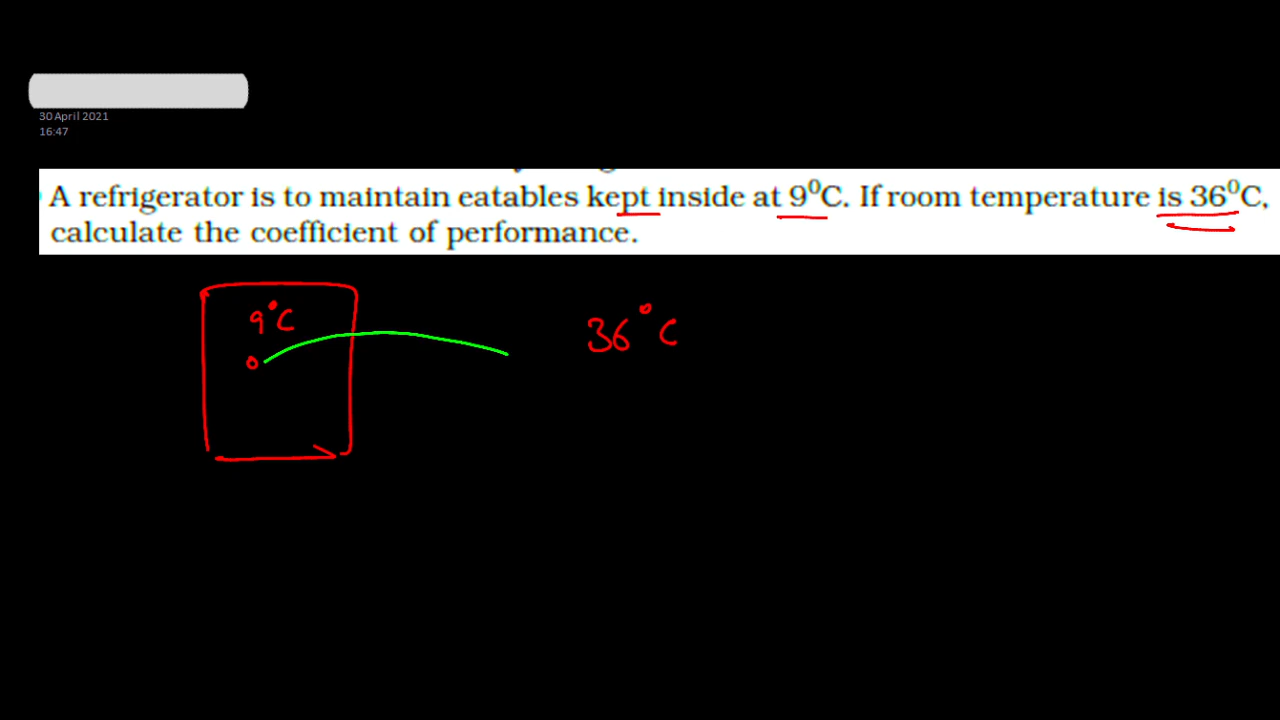 30 April 2021
16:47
A refrigerator is to maintain eatables kept inside at 9⁰C. If room temperature is 36⁰C,
calculate the coefficient of performance.
9°C
36°C